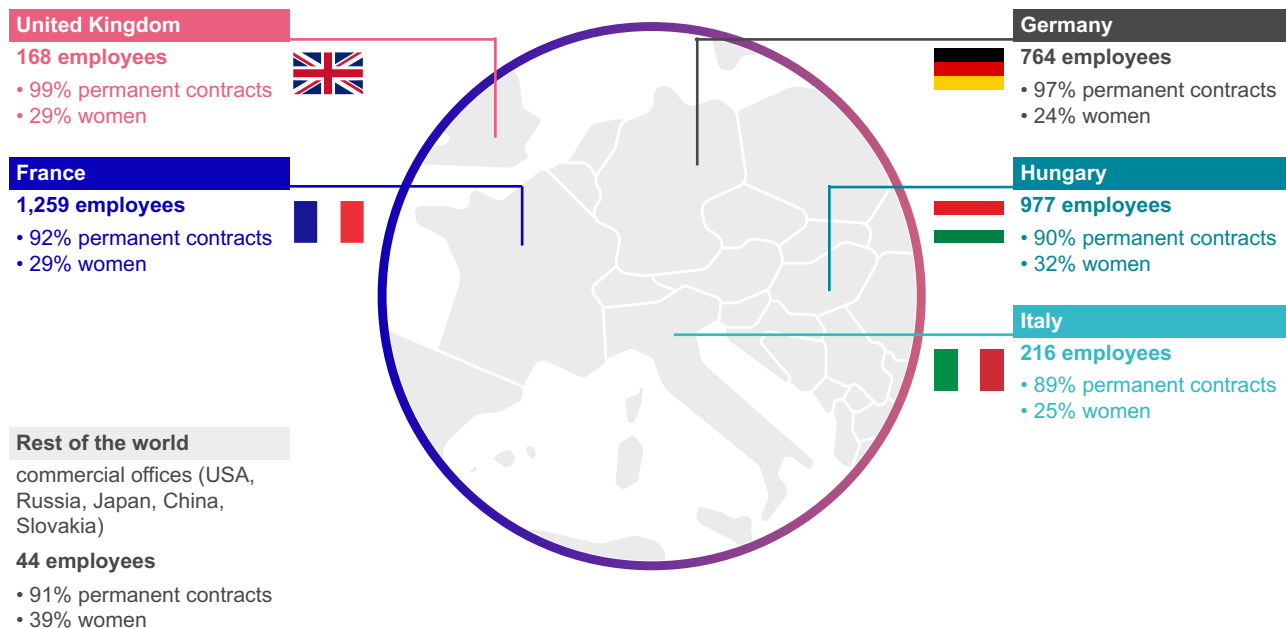 United Kingdom
168 employees
• 99% permanent contracts
• 29% women
France
1,259 employees
• 92% permanent contracts
• 29% women
Rest of the world
commercial offices (USA,
Russia, Japan, China,
Slovakia)
44 employees
• 91% permanent contracts
• 39% women
Germany
764 employees
• 97% permanent contracts
• 24% women
Hungary
977 employees
• 90% permanent contracts
• 32% women
Italy
216 employees
• 89% permanent contracts
• 25% women